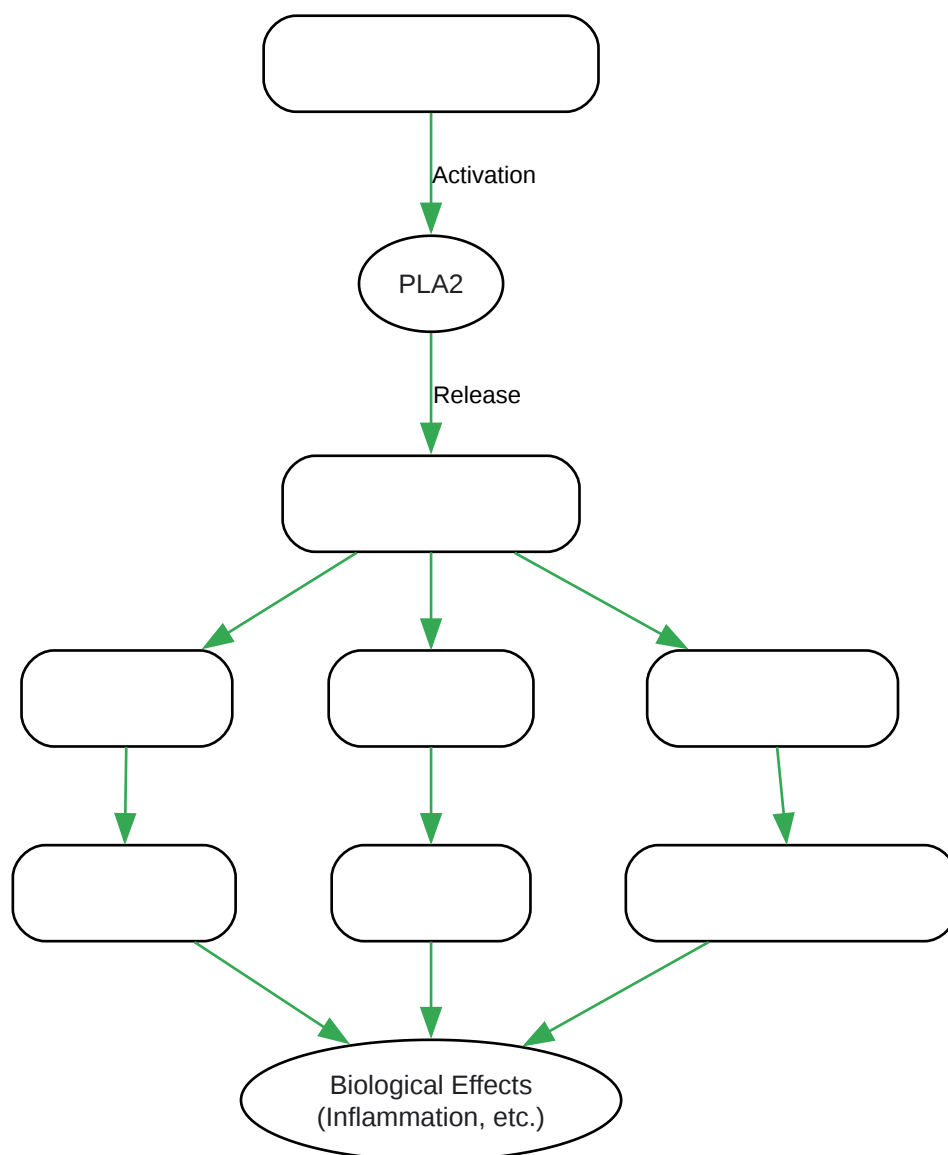 Activation
PLA2
Release
Biological Effects
(Inflammation, etc.)